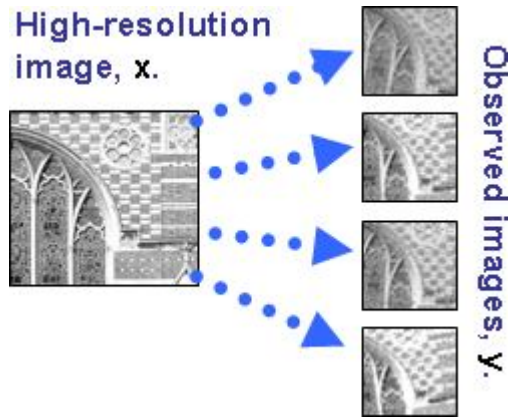 High-resolution
image, x.
Observed images, y.